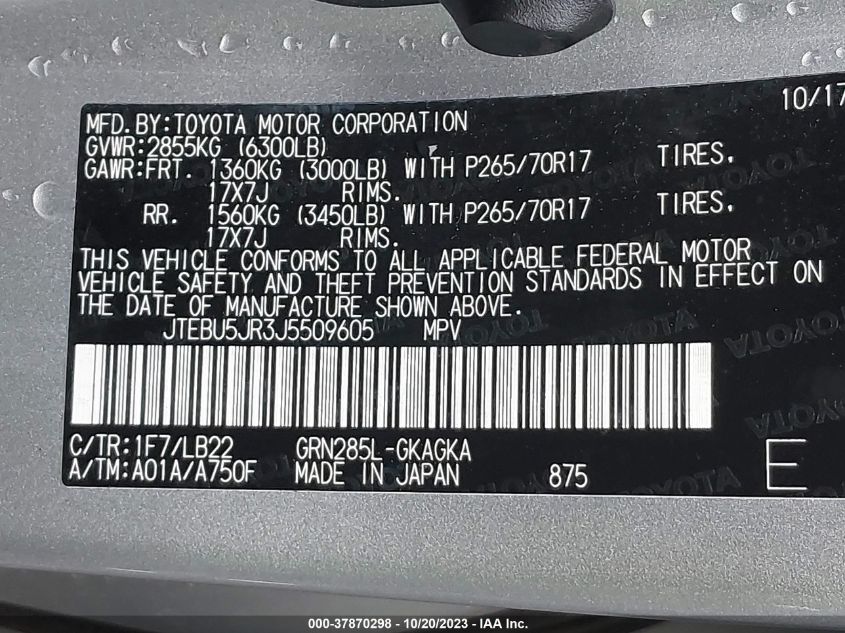 10/17
MFD. BY:TOYOTA MOTOR CORPORATION
GVWR:2855KG (6300LB)
GAWR:FRT. 1360KG (3000LB) WITH P265/70R17 TIRES,
17X7J RIMS.
RR. 1560KG (3450LB) WITH P265/70R17 TIRES,
17X7J RIMS.
THIS VEHICLE CONFORMS TO ALL APPLICABLE FEDERAL MOTOR
VEHICLE SAFETY AND THEFT PREVENTION STANDARDS IN EFFECT ON
THE DATE OF MANUFACTURE SHOWN ABOVE.
JTEBU5JR3J5509605 MPV
C/TR:1F7/LB22 GRN285L-GKAGKA
A/TM:A01A/A750F MADE IN JAPAN 875 E
000-37870298 - 10/20/2023 - IAA Inc.